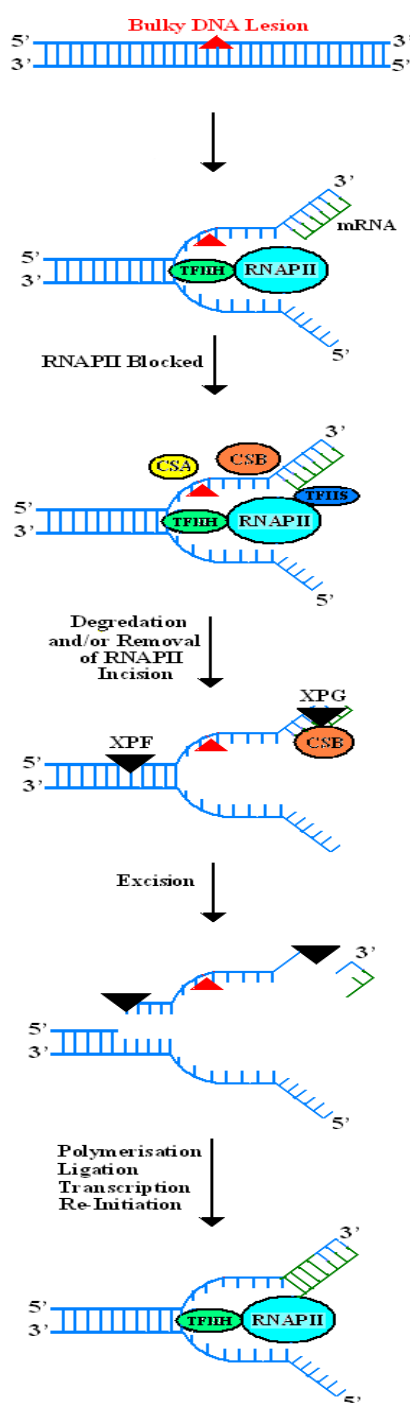 Bulky DNA Lesion
5' 3'
3' 5'
3'
mRNA
5'
3'
TFIIH RNAPII
5'
RNAPII Blocked
3'
CSA CSB
TFIIS
5'
3'
TFIIH RNAPII
5'
Degredation
and/or Removal
of RNAPII
Incision
XPG
XPF
CSB
5'
3'
5'
Excision
3'
5'
3'
5'
Polymerisation
Ligation
Transcription
Re-Initiation
3'
5'
3'
TFIIH RNAPII
5'